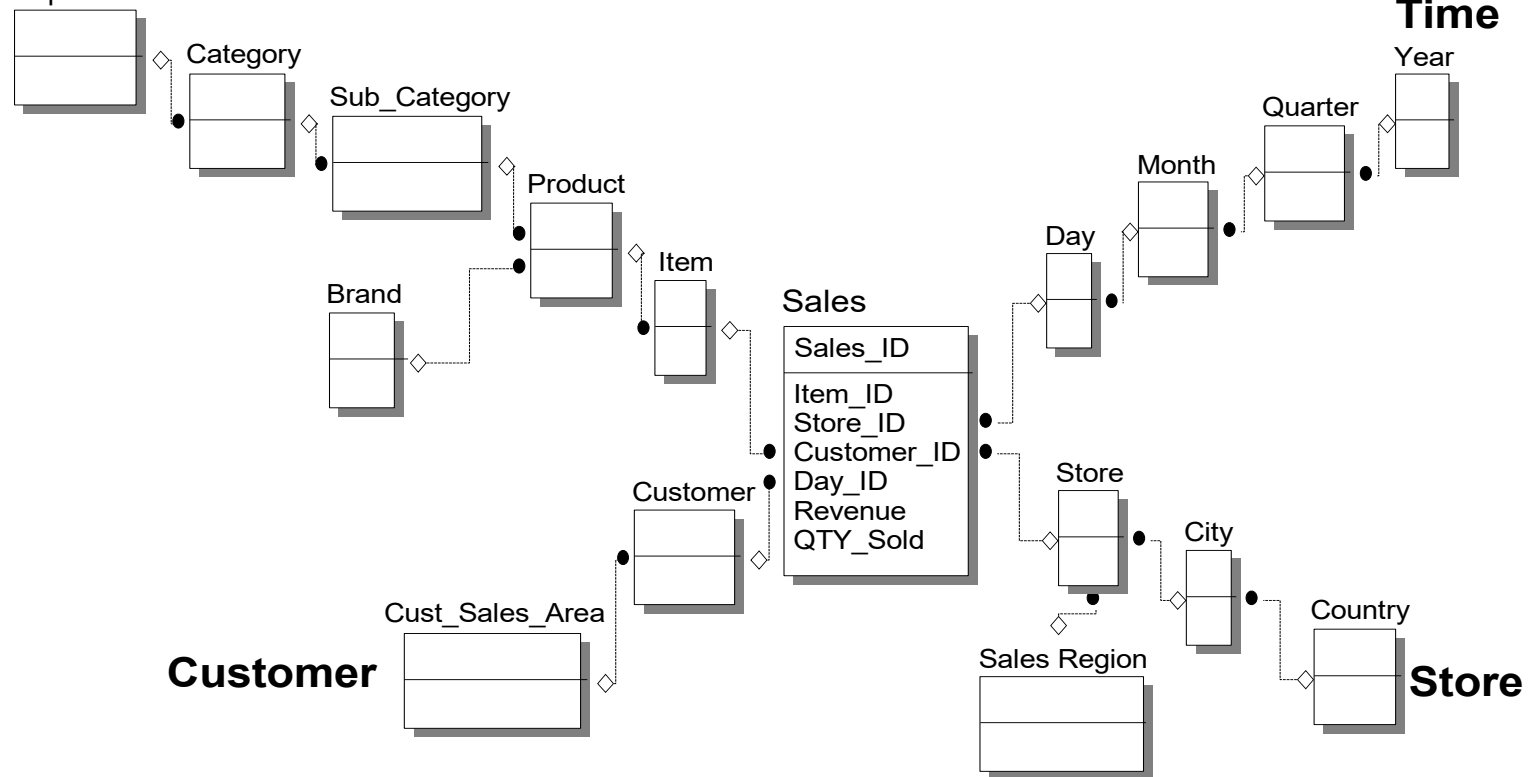 Time
Year
Category
Sub_Category
Quarter
Month
Product
Day
Item
Brand
Sales
Sales_ID
Item_ID
Store_ID
Customer_ID
Day_ID
Revenue
QTY_Sold
Customer
Store
City
Cust_Sales_Area
Country
Customer
Sales Region
Store